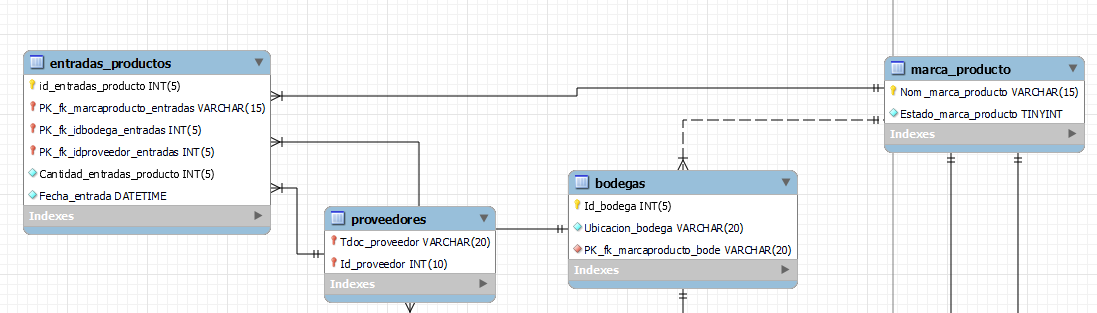 entradas_productos
id_entradas_producto INT(5)
PK_fk_marcaproducto_entradas VARCHAR(15)
PK_fk_idbodega_entradas INT(5)
PK_fk_idproveedor_entradas INT(5)
Cantidad_entradas_producto INT(5)
Fecha_entrada DATETIME
Indexes
proveedores
Tdoc_proveedor VARCHAR(20)
Id_proveedor INT(10)
Indexes
bodegas
Id_bodega INT(5)
Ubicacion_bodega VARCHAR(20)
PK_fk_marcaproducto_bode VARCHAR(20)
Indexes
marca_producto
Nom_marca_producto VARCHAR(15)
Estado_marca_producto TINYINT
Indexes